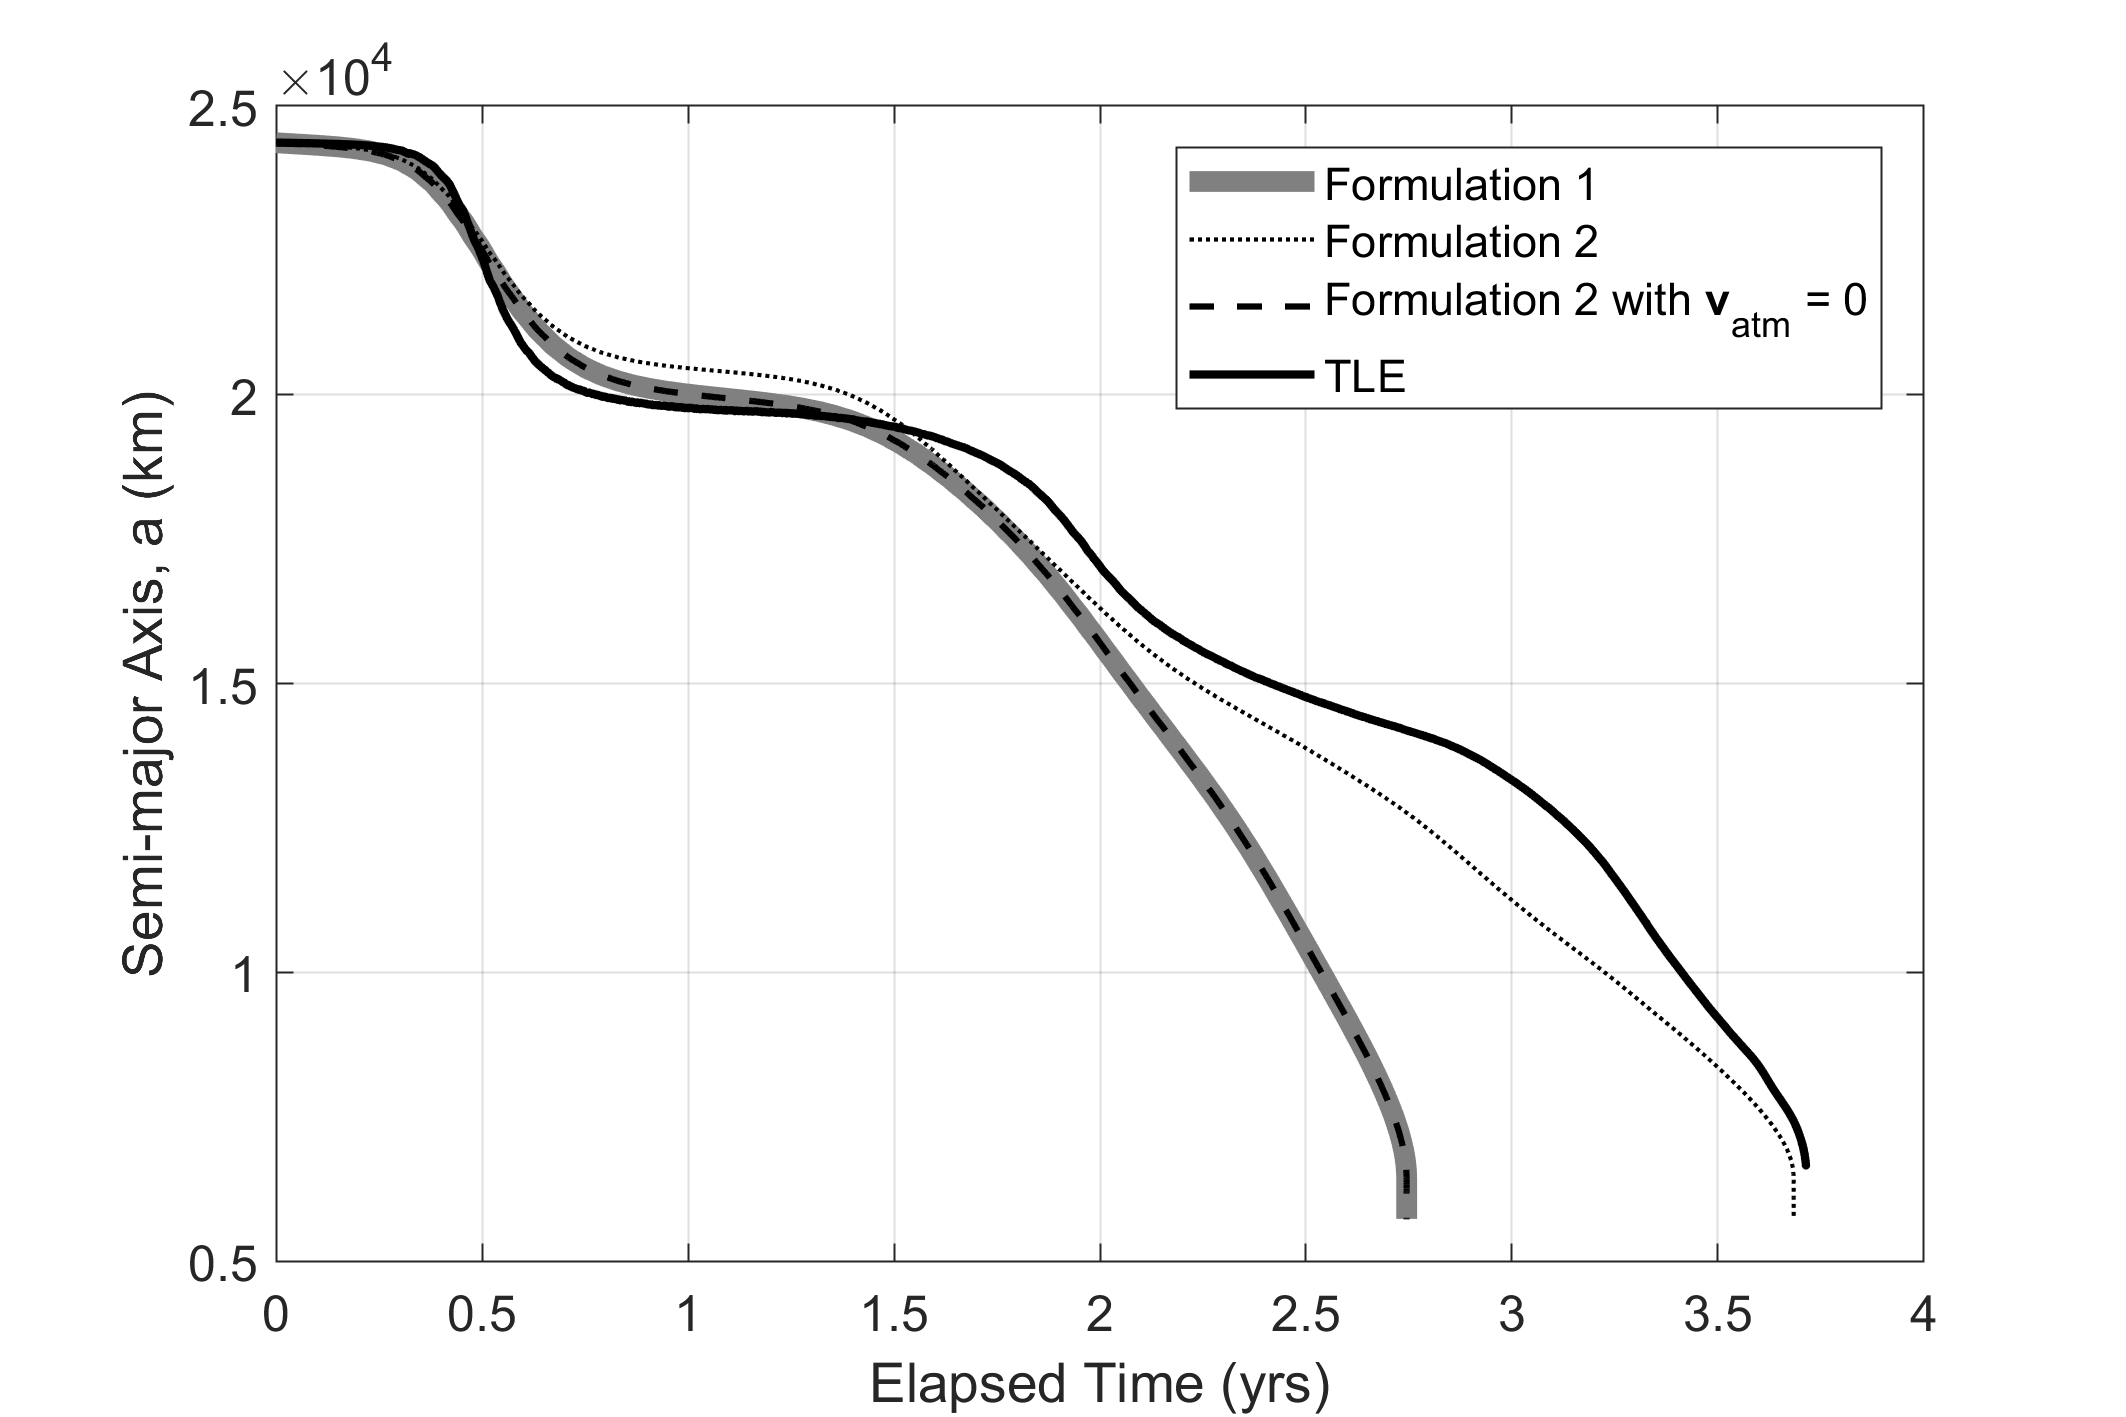 ×10^4
2.5
2
1.5
1
0.5
Semi-major Axis, a (km)
Formulation 1
Formulation 2
Formulation 2 with v_atm = 0
TLE
0 0.5 1 1.5 2 2.5 3 3.5 4
Elapsed Time (yrs)